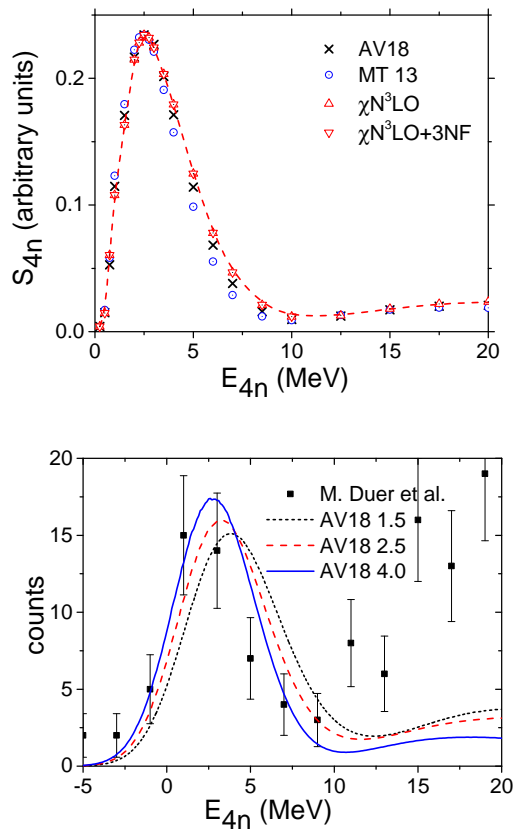 S4n (arbitrary units)
0.2
0.1
0.0
AV18
MT 13
χN³LO
χN³LO+3NF
0 5 10 15 20
E4n (MeV)
counts
20
15
10
5
0
M. Duer et al.
AV18 1.5
AV18 2.5
AV18 4.0
-5 0 5 10 15 20
E4n (MeV)